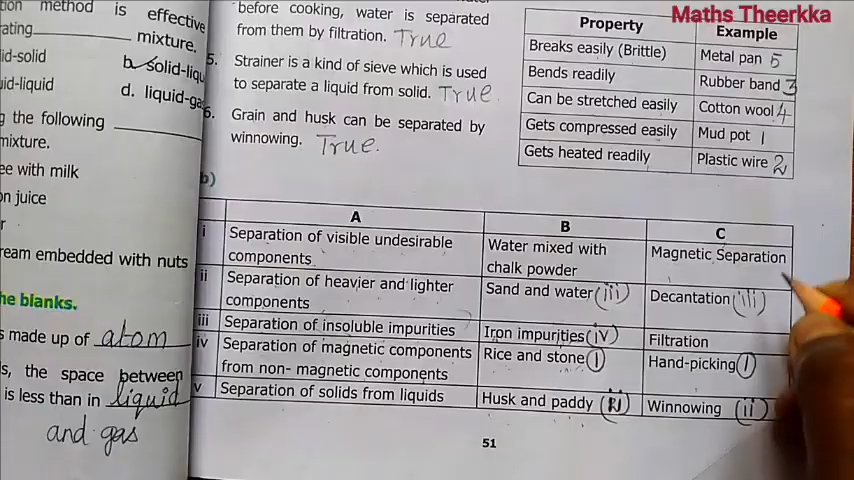 Maths Theerkka
tion method is effective
ating mixture.
id-solid b. solid-liqu
uid-liquid d. liquid-gas
g the following
mixture.
ee with milk
on juice
r
ream embedded with nuts
he blanks.
s made up of atom
s, the space between
is less than in liquid
and gas
before cooking, water is separated
from them by filtration. True
5. Strainer is a kind of sieve which is used
to separate a liquid from solid. True
6. Grain and husk can be separated by
winnowing. True.
Property Example
Breaks easily (Brittle) Metal pan 5
Bends readily Rubber band 3
Can be stretched easily Cotton wool 4
Gets compressed easily Mud pot 1
Gets heated readily Plastic wire 2
b)
A B C
i Separation of visible undesirable Water mixed with Magnetic Separation
components chalk powder
ii Separation of heavier and lighter Sand and water (iii) Decantation (iii)
components
iii Separation of insoluble impurities Iron impurities (iv) Filtration
iv Separation of magnetic components Rice and stone (i) Hand-picking (i)
from non- magnetic components
v Separation of solids from liquids Husk and paddy (ii) Winnowing (ii)
51